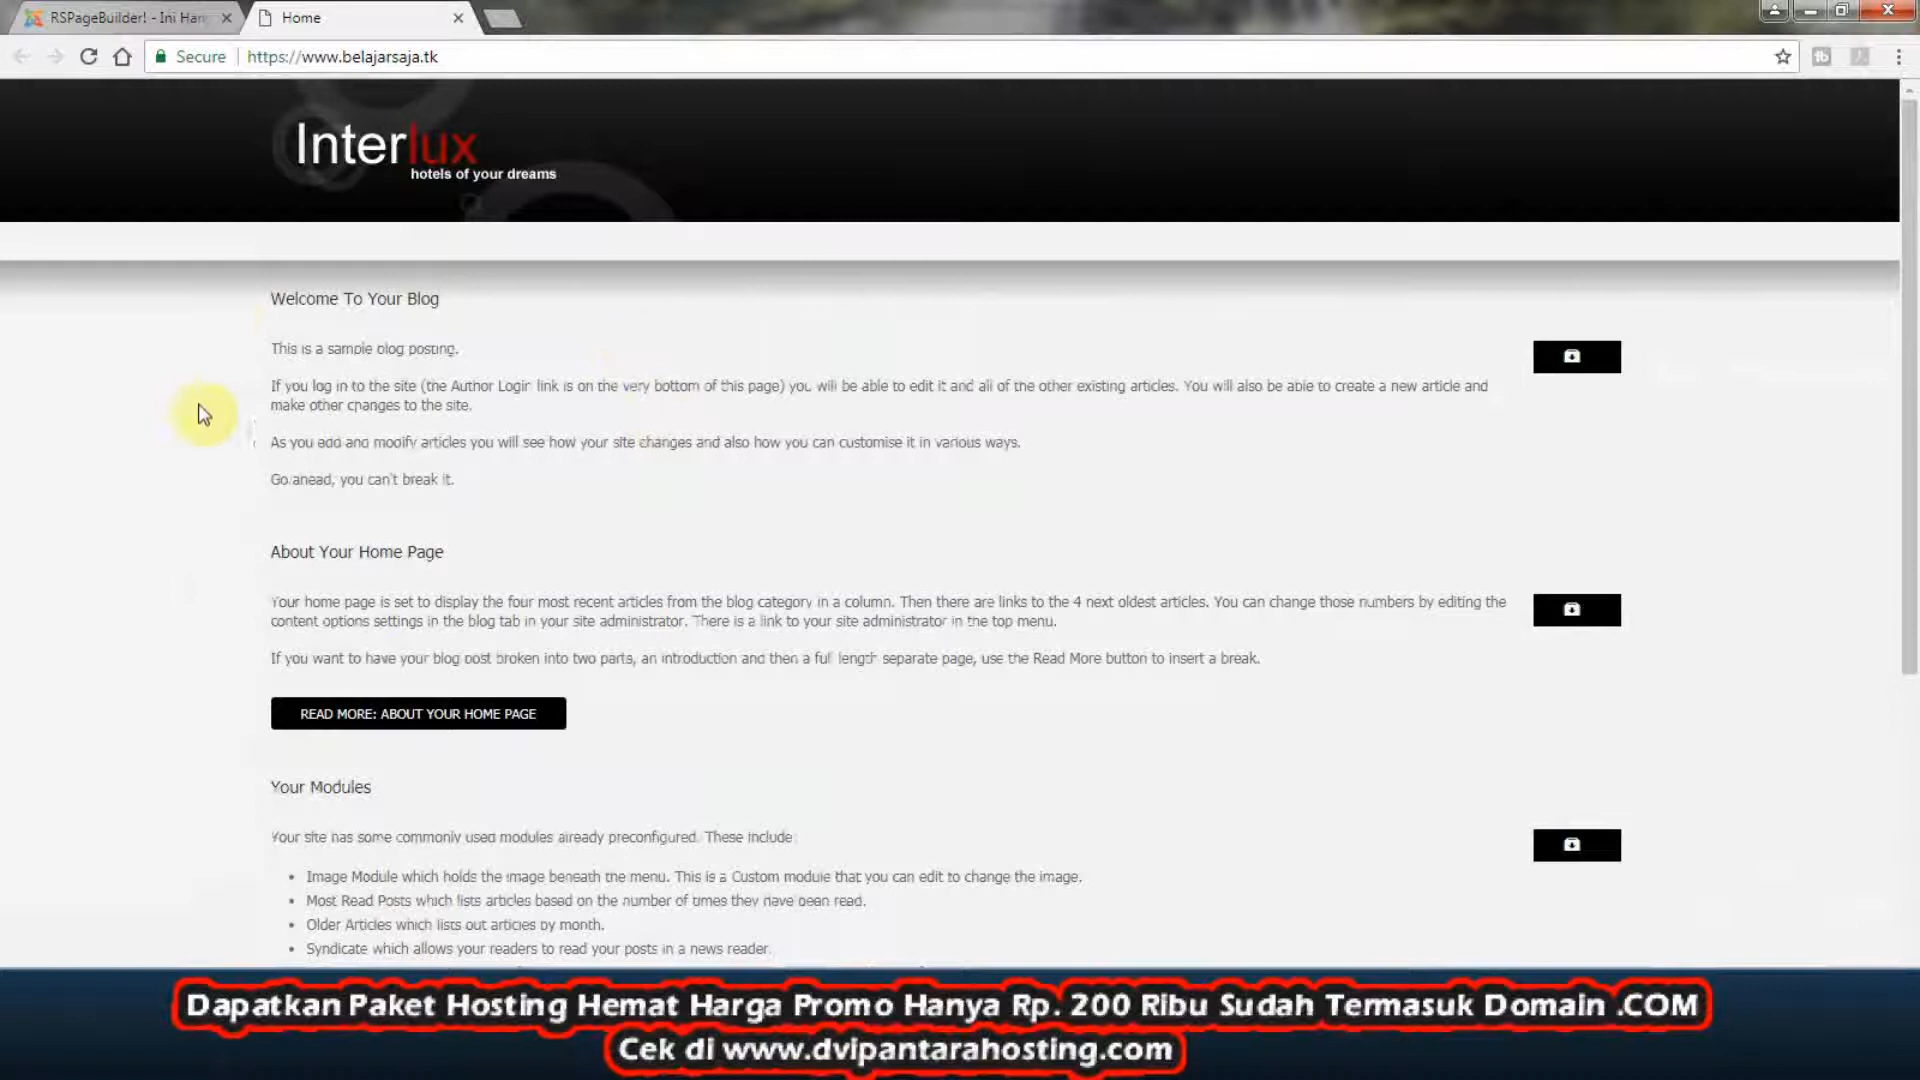 RSPageBuilder! - Ini Han
Home
Secure
https://www.belajarsaja.tk
Interlux
hotels of your dreams
Welcome To Your Blog
This is a sample blog posting.
If you log in to the site (the Author Login link is on the very bottom of this page) you will be able to edit it and all of the other existing articles. You will also be able to create a new article and
make other changes to the site.
As you add and modify articles you will see how your site changes and also how you can customise it in various ways.
Go ahead, you can't break it.
About Your Home Page
Your home page is set to display the four most recent articles from the blog category in a column. Then there are links to the 4 next oldest articles. You can change those numbers by editing the
content options settings in the blog tab in your site administrator. There is a link to your site administrator in the top menu.
If you want to have your blog post broken into two parts, an introduction and then a full length separate page, use the Read More button to insert a break.
READ MORE: ABOUT YOUR HOME PAGE
Your Modules
Your site has some commonly used modules already preconfigured. These include:
Image Module which holds the image beneath the menu. This is a Custom module that you can edit to change the image.
Most Read Posts which lists articles based on the number of times they have been read.
Older Articles which lists out articles by month.
Syndicate which allows your readers to read your posts in a news reader.
Dapatkan Paket Hosting Hemat Harga Promo Hanya Rp. 200 Ribu Sudah Termasuk Domain .COM
Cek di www.dvipantarahosting.com